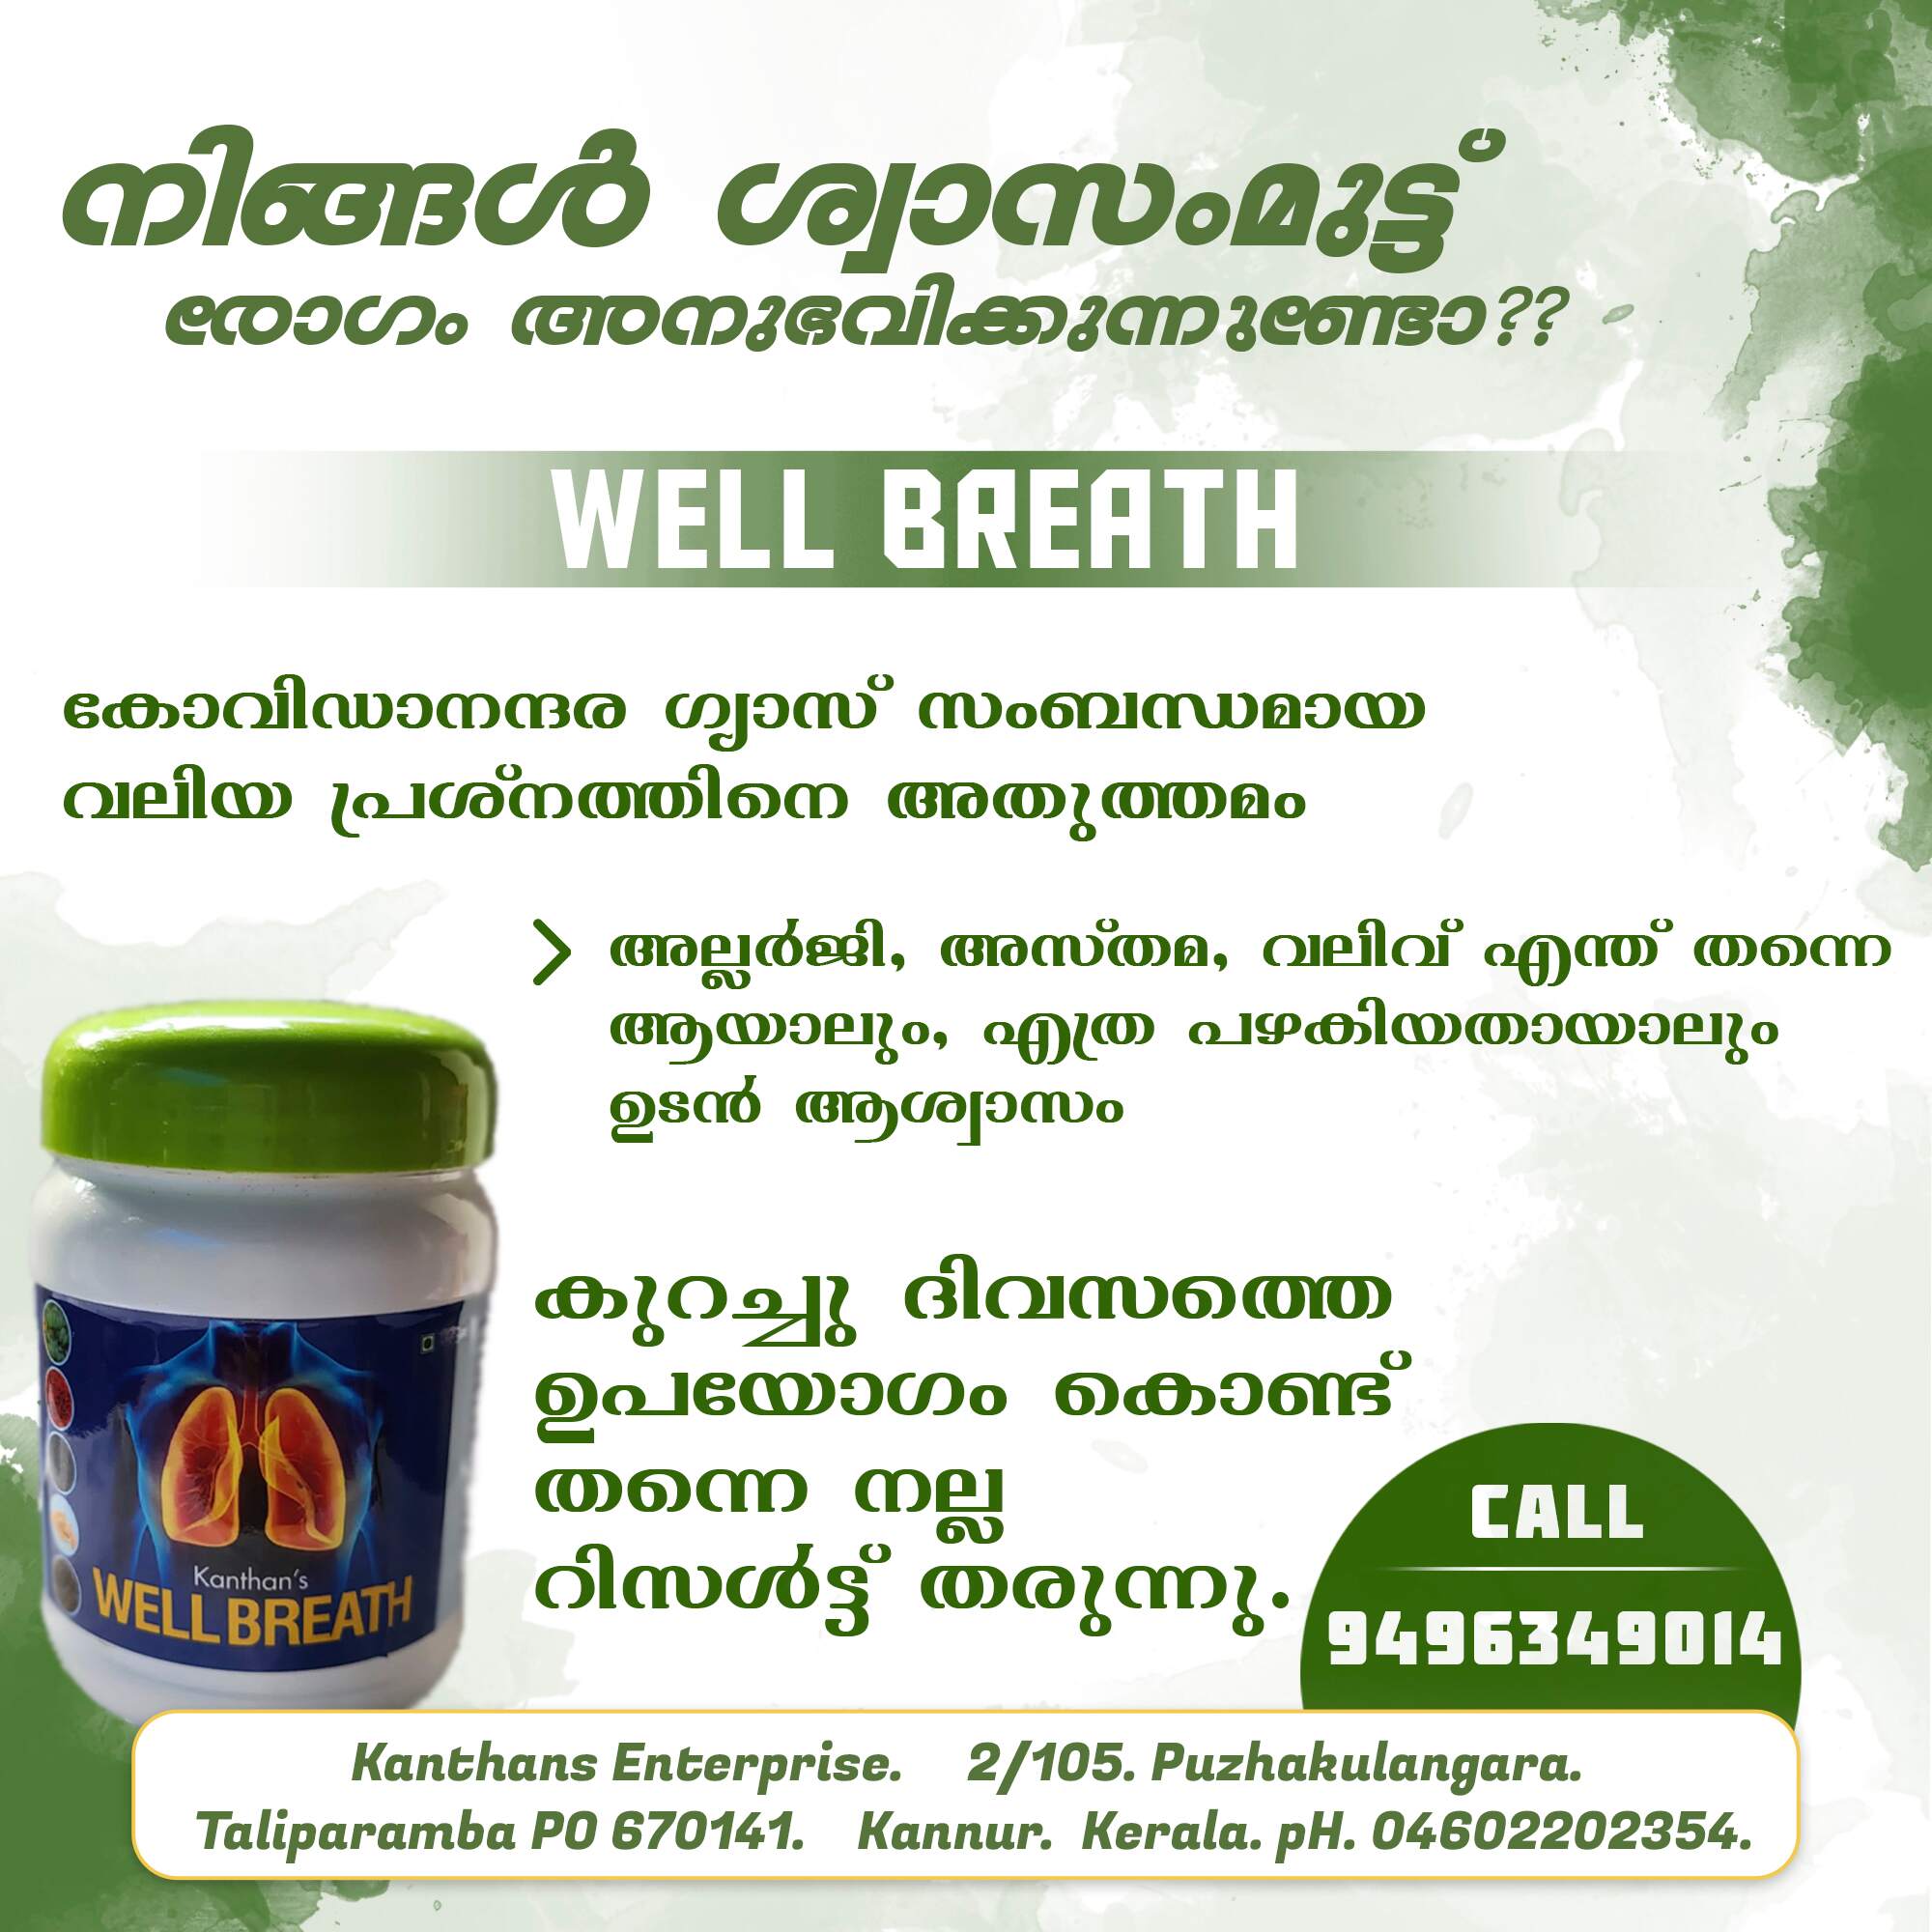 നിങ്ങൾ ശ്വാസംമുട്ട്
രോഗം അനുഭവിക്കുന്നുണ്ടോ??
WELL BREATH
കോവിഡാനന്ദര ഗ്യാസ് സംബന്ധമായ
വലിയ പ്രശ്നത്തിനെ അത്യുത്തമം
> അല്ലർജി, അസ്തമ, വലിവ് എന്ത് തന്നെ
ആയാലും, എത്ര പഴകിയതായാലും
ഉടൻ ആശ്വാസം
കുറച്ചു ദിവസത്തെ
ഉപയോഗം കൊണ്ട്
തന്നെ നല്ല
റിസൾട്ട് തരുന്നു.
Kanthan's
WELL BREATH
CALL
9496349014
Kanthans Enterprise. 2/105. Puzhakulangara.
Taliparamba PO 670141. Kannur. Kerala. pH. 04602202354.